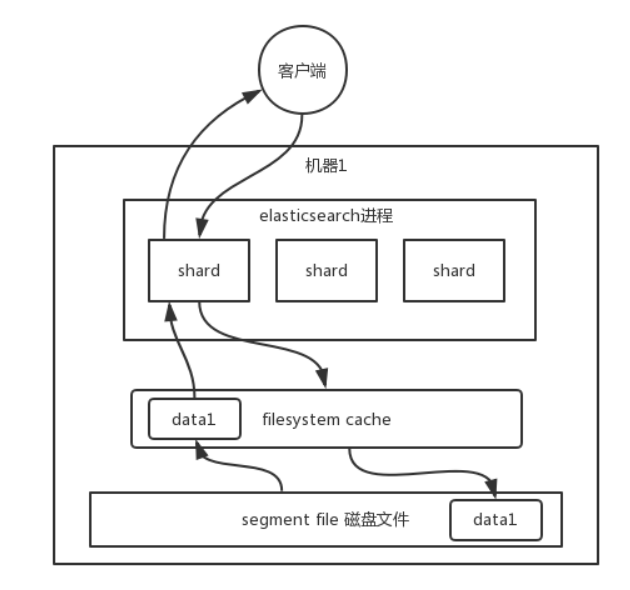 客户端
机器1
elasticsearch进程
shard
shard
shard
data1
filesystem cache
segment file 磁盘文件
data1